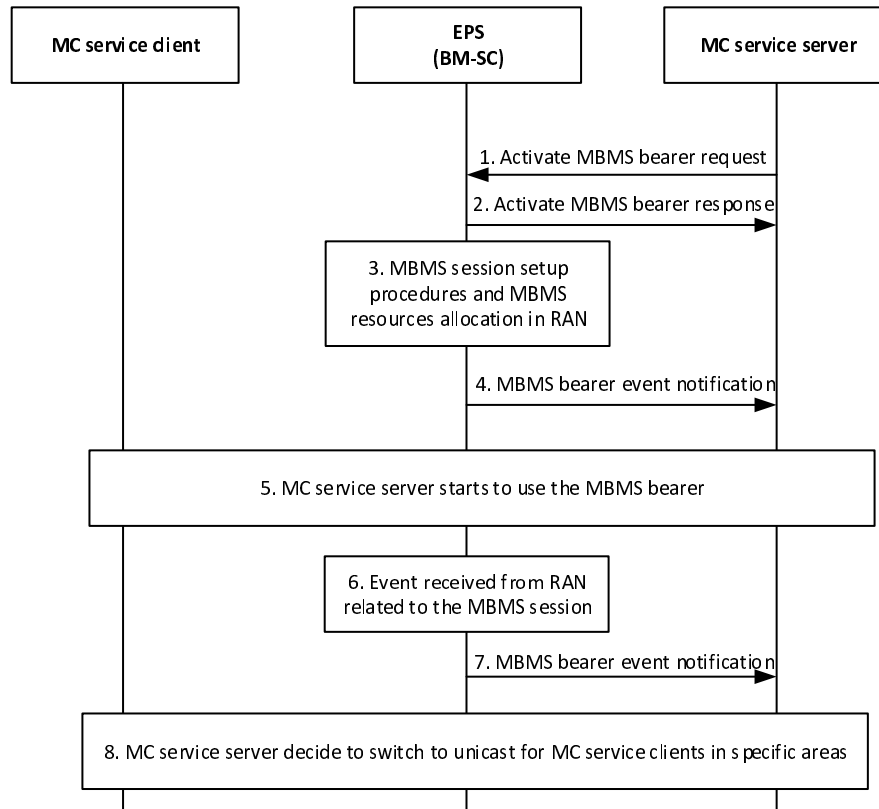 MC service client
EPS
(BM-SC)
MC service server
1. Activate MBMS bearer request
2. Activate MBMS bearer response
3. MBMS session setup
procedures and MBMS
resources allocation in RAN
4. MBMS bearer event notification
5. MC service server starts to use the MBMS bearer
6. Event received from RAN
related to the MBMS session
7. MBMS bearer event notification
8. MC service server decide to switch to unicast for MC service clients in specific areas